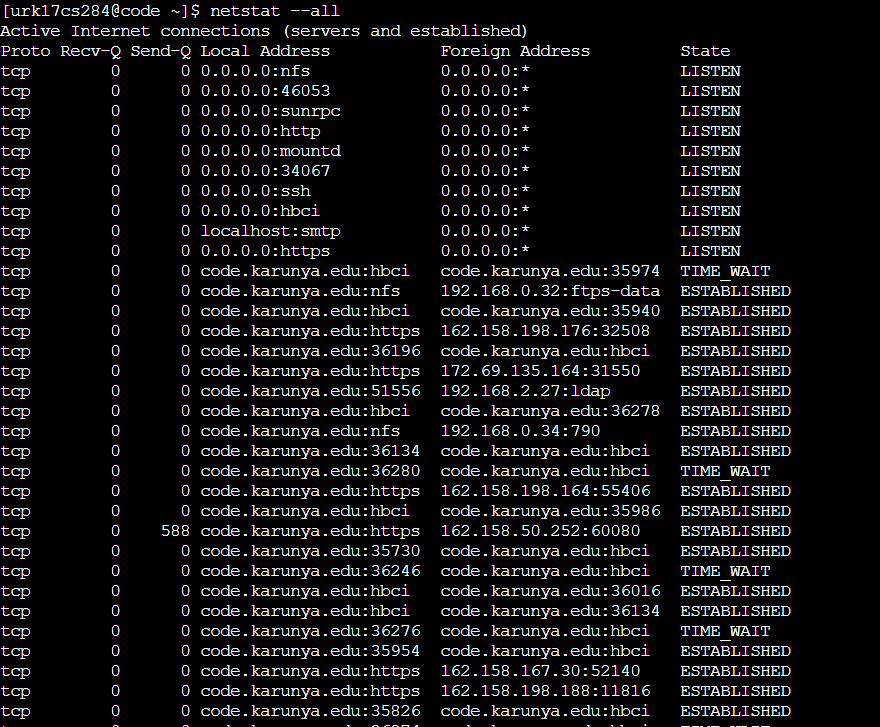 [urk17cs284@code ~]$ netstat --all
Active Internet connections (servers and established)
Proto Recv-Q Send-Q Local Address           Foreign Address         State
tcp        0      0 0.0.0.0:nfs             0.0.0.0:*               LISTEN
tcp        0      0 0.0.0.0:46053           0.0.0.0:*               LISTEN
tcp        0      0 0.0.0.0:sunrpc          0.0.0.0:*               LISTEN
tcp        0      0 0.0.0.0:http            0.0.0.0:*               LISTEN
tcp        0      0 0.0.0.0:mountd          0.0.0.0:*               LISTEN
tcp        0      0 0.0.0.0:34067           0.0.0.0:*               LISTEN
tcp        0      0 0.0.0.0:ssh             0.0.0.0:*               LISTEN
tcp        0      0 0.0.0.0:hbci            0.0.0.0:*               LISTEN
tcp        0      0 localhost:smtp          0.0.0.0:*               LISTEN
tcp        0      0 0.0.0.0:https           0.0.0.0:*               LISTEN
tcp        0      0 code.karunya.edu:hbci   code.karunya.edu:35974  TIME_WAIT
tcp        0      0 code.karunya.edu:nfs    192.168.0.32:ftps-data  ESTABLISHED
tcp        0      0 code.karunya.edu:hbci   code.karunya.edu:35940  ESTABLISHED
tcp        0      0 code.karunya.edu:https  162.158.198.176:32508   ESTABLISHED
tcp        0      0 code.karunya.edu:36196  code.karunya.edu:hbci   ESTABLISHED
tcp        0      0 code.karunya.edu:https  172.69.135.164:31550    ESTABLISHED
tcp        0      0 code.karunya.edu:51556  192.168.2.27:ldap       ESTABLISHED
tcp        0      0 code.karunya.edu:hbci   code.karunya.edu:36278  ESTABLISHED
tcp        0      0 code.karunya.edu:nfs    192.168.0.34:790        ESTABLISHED
tcp        0      0 code.karunya.edu:36134  code.karunya.edu:hbci   ESTABLISHED
tcp        0      0 code.karunya.edu:36280  code.karunya.edu:hbci   TIME_WAIT
tcp        0      0 code.karunya.edu:https  162.158.198.164:55406   ESTABLISHED
tcp        0      0 code.karunya.edu:hbci   code.karunya.edu:35986  ESTABLISHED
tcp        0    588 code.karunya.edu:https  162.158.50.252:60080    ESTABLISHED
tcp        0      0 code.karunya.edu:35730  code.karunya.edu:hbci   ESTABLISHED
tcp        0      0 code.karunya.edu:36246  code.karunya.edu:hbci   TIME_WAIT
tcp        0      0 code.karunya.edu:hbci   code.karunya.edu:36016  ESTABLISHED
tcp        0      0 code.karunya.edu:hbci   code.karunya.edu:36134  ESTABLISHED
tcp        0      0 code.karunya.edu:36276  code.karunya.edu:hbci   TIME_WAIT
tcp        0      0 code.karunya.edu:35954  code.karunya.edu:hbci   ESTABLISHED
tcp        0      0 code.karunya.edu:https  162.158.167.30:52140    ESTABLISHED
tcp        0      0 code.karunya.edu:https  162.158.198.188:11816   ESTABLISHED
tcp        0      0 code.karunya.edu:35826  code.karunya.edu:hbci   ESTABLISHED